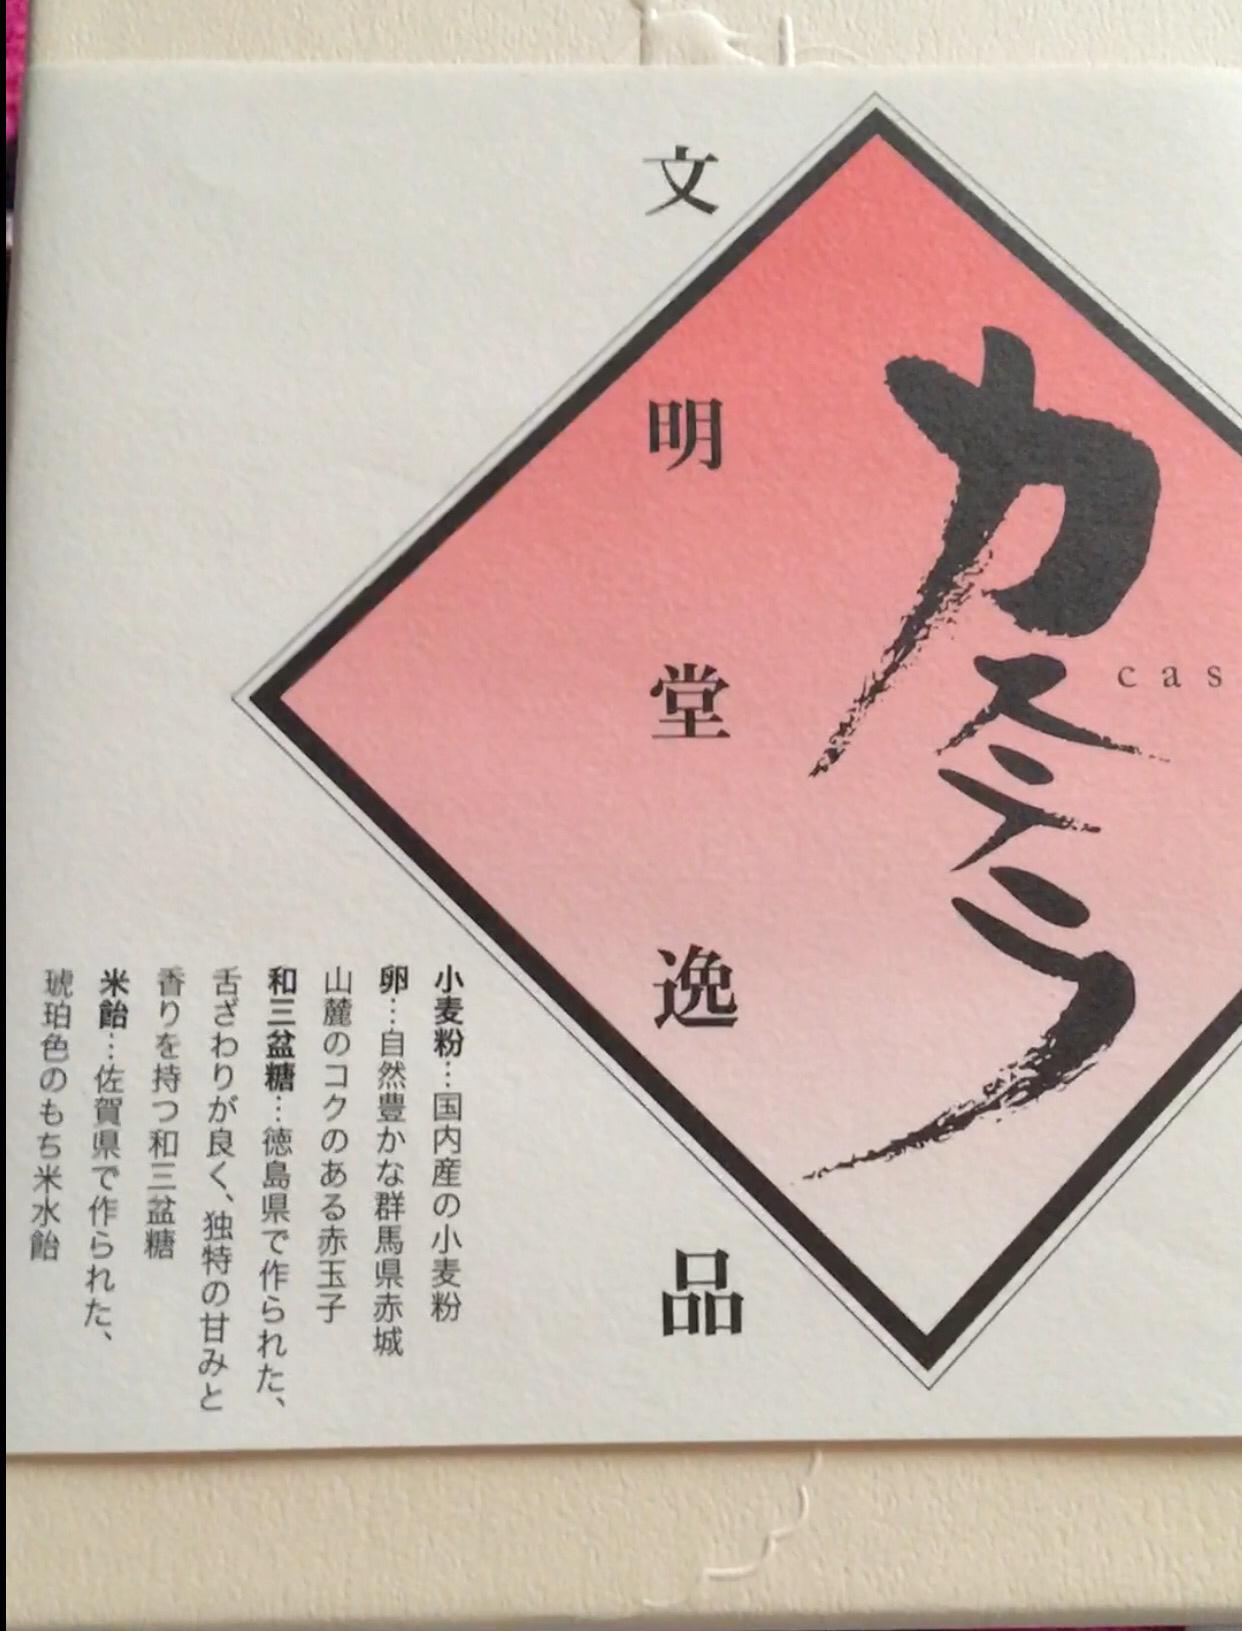 カステラ
cas
文明堂逸品
小麦粉…国内産の小麦粉
卵…自然豊かな群馬県赤城
山麓のコクのある赤玉子
和三盆糖…徳島県で作られた、
舌ざわりが良く、独特の甘みと
香りを持つ和三盆糖
米飴…佐賀県で作られた、
琥珀色のもち米水飴